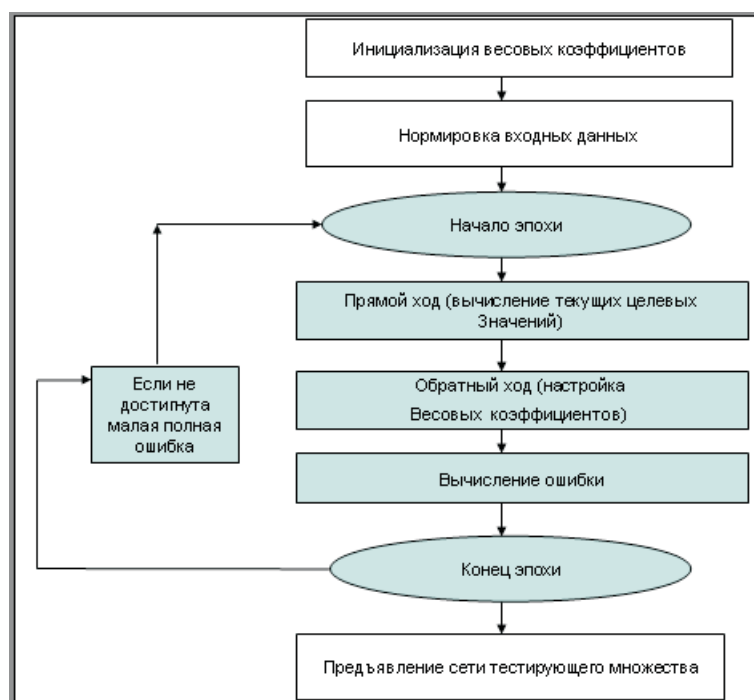 Инициализация весовых коэффициентов
Нормировка входных данных
Начало эпохи
Прямой ход (вычисление текущих целевых
Значений)
Если не
достигнута
малая полная
ошибка
Обратный ход (настройка
Весовых коэффициентов)
Вычисление ошибки
Конец эпохи
Предъявление сети тестирующего множества